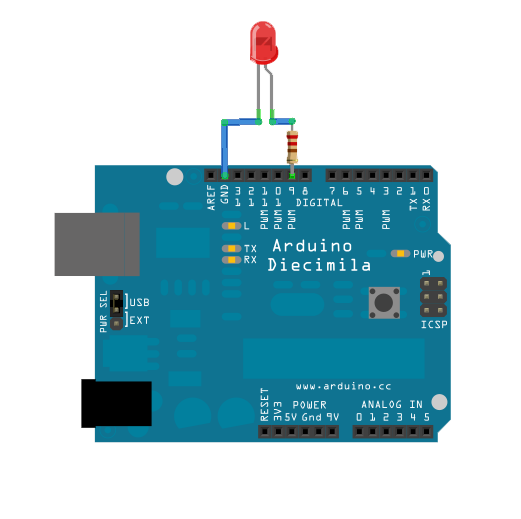 AREF
GND
13
12
11
10
9
8
7
6
5
4
3
2
1
0
PWM
PWM
PWM
DIGITAL
PWM
PWM
PWM
TX
RX
L
TX
RX
Arduino
Diecimila
PWR
1
ICSP
PWR SEL
USB
EXT
www.arduino.cc
RESET
3V3
POWER
5V Gnd 9V
ANALOG IN
0 1 2 3 4 5